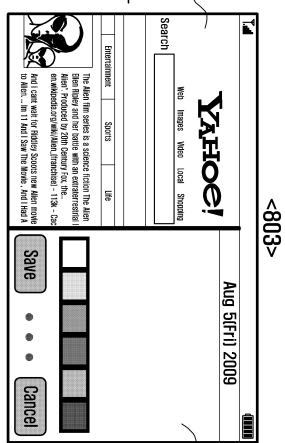 <803>
YAHOO!
Web Images Video Local Shopping
Search
Entertainment Sports Life
The Alien film series is a science fiction The Alien
Ellen Ripley and her battle with an extraterrestrial l
Alien". Produced by 20th Century Fox, the..
en.wikipedia.org/wiki/Alien_(franchise) - 113k - Cac
And I cant wait for Ridley Scoots new Alien movie
to Alien. .. Im 11 And I Saw The Movie, And I Had A
Aug 5(Fri) 2009
Save
Cancel